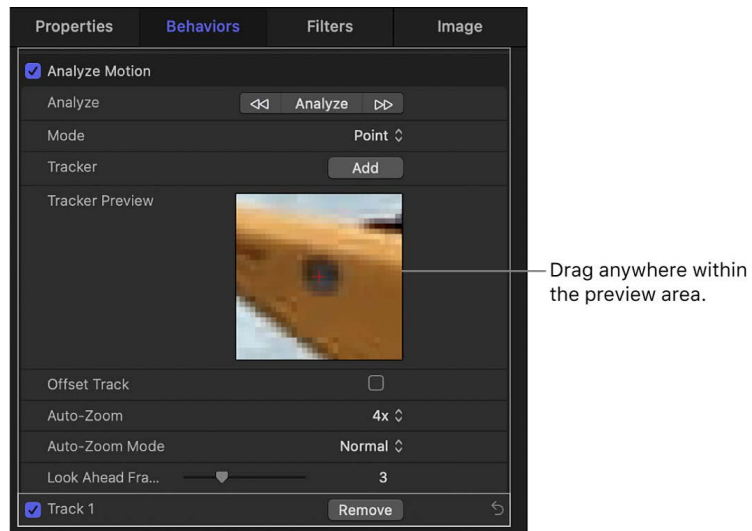 Properties Behaviors Filters Image
Analyze Motion
Analyze Analyze
Mode Point
Tracker Add
Tracker Preview
Drag anywhere within
the preview area.
Offset Track
Auto-Zoom 4x
Auto-Zoom Mode Normal
Look Ahead Fra... 3
Track 1 Remove